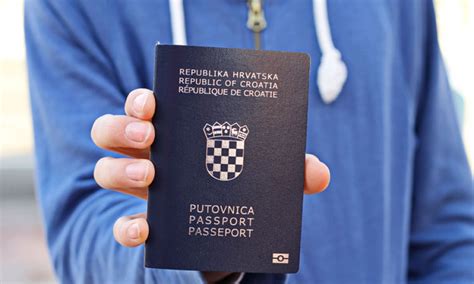 REPUBLIKA HRVATSKA
REPUBLIC OF CROATIA
RÉPUBLIQUE DE CROATIE
PUTOVNICA
PASSPORT
PASSEPORT